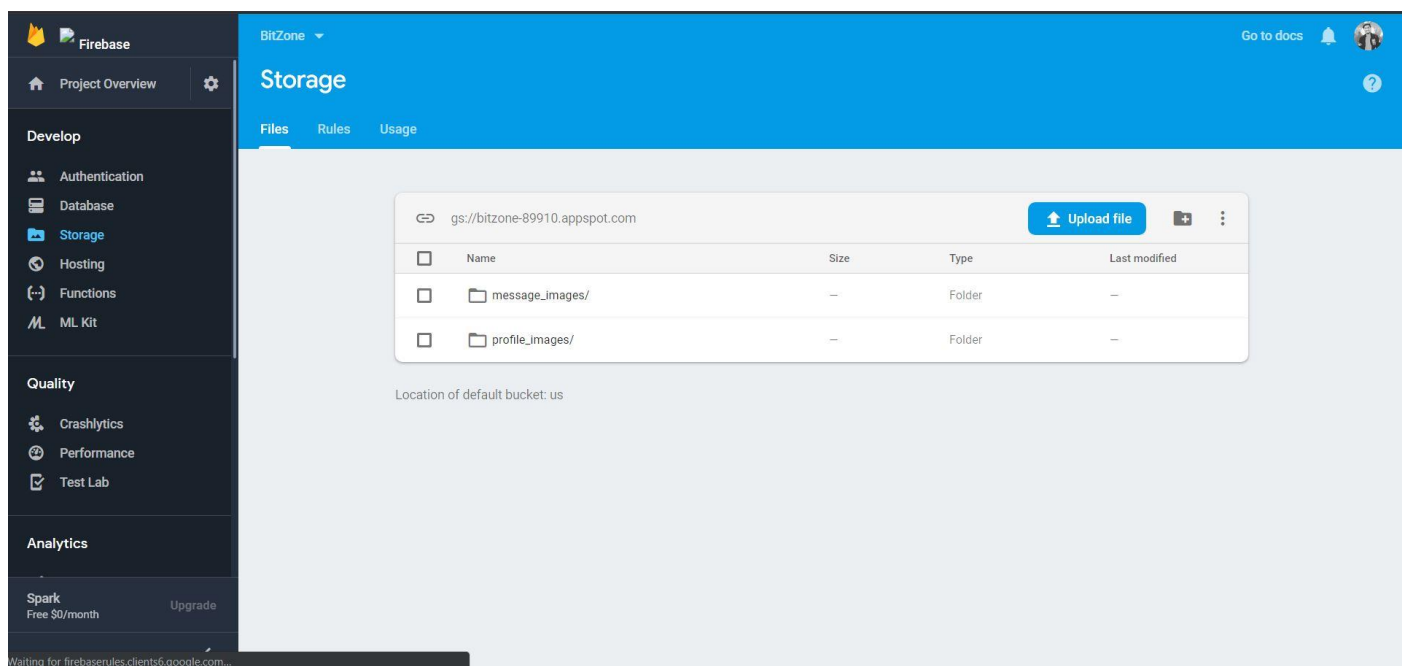 Firebase
Project Overview
Develop
Authentication
Database
Storage
Hosting
Functions
ML Kit
Quality
Crashlytics
Performance
Test Lab
Analytics
Spark
Free $0/month
Upgrade
Waiting for firebaserules.clients6.google.com...
BitZone
Go to docs
Storage
Files Rules Usage
gs://bitzone-89910.appspot.com
Upload file
Name Size Type Last modified
message_images/ — Folder —
profile_images/ — Folder —
Location of default bucket: us